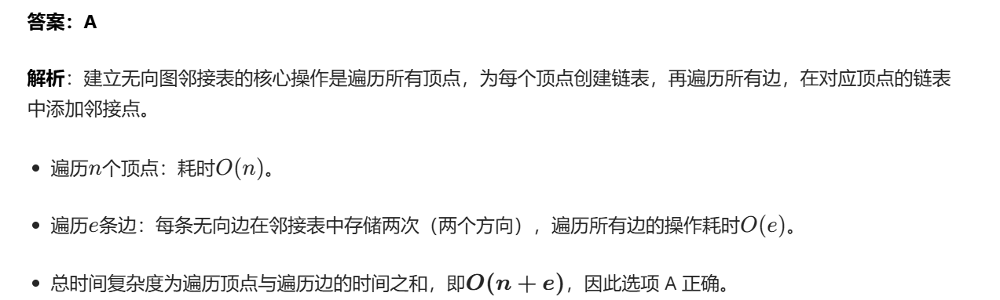 答案：A
解析：建立无向图邻接表的核心操作是遍历所有顶点，为每个顶点创建链表，再遍历所有边，在对应顶点的链表
中添加邻接点。
• 遍历n个顶点：耗时O(n)。
• 遍历e条边：每条无向边在邻接表中存储两次（两个方向），遍历所有边的操作耗时O(e)。
• 总时间复杂度为遍历顶点与遍历边的时间之和，即O(n + e)，因此选项 A 正确。